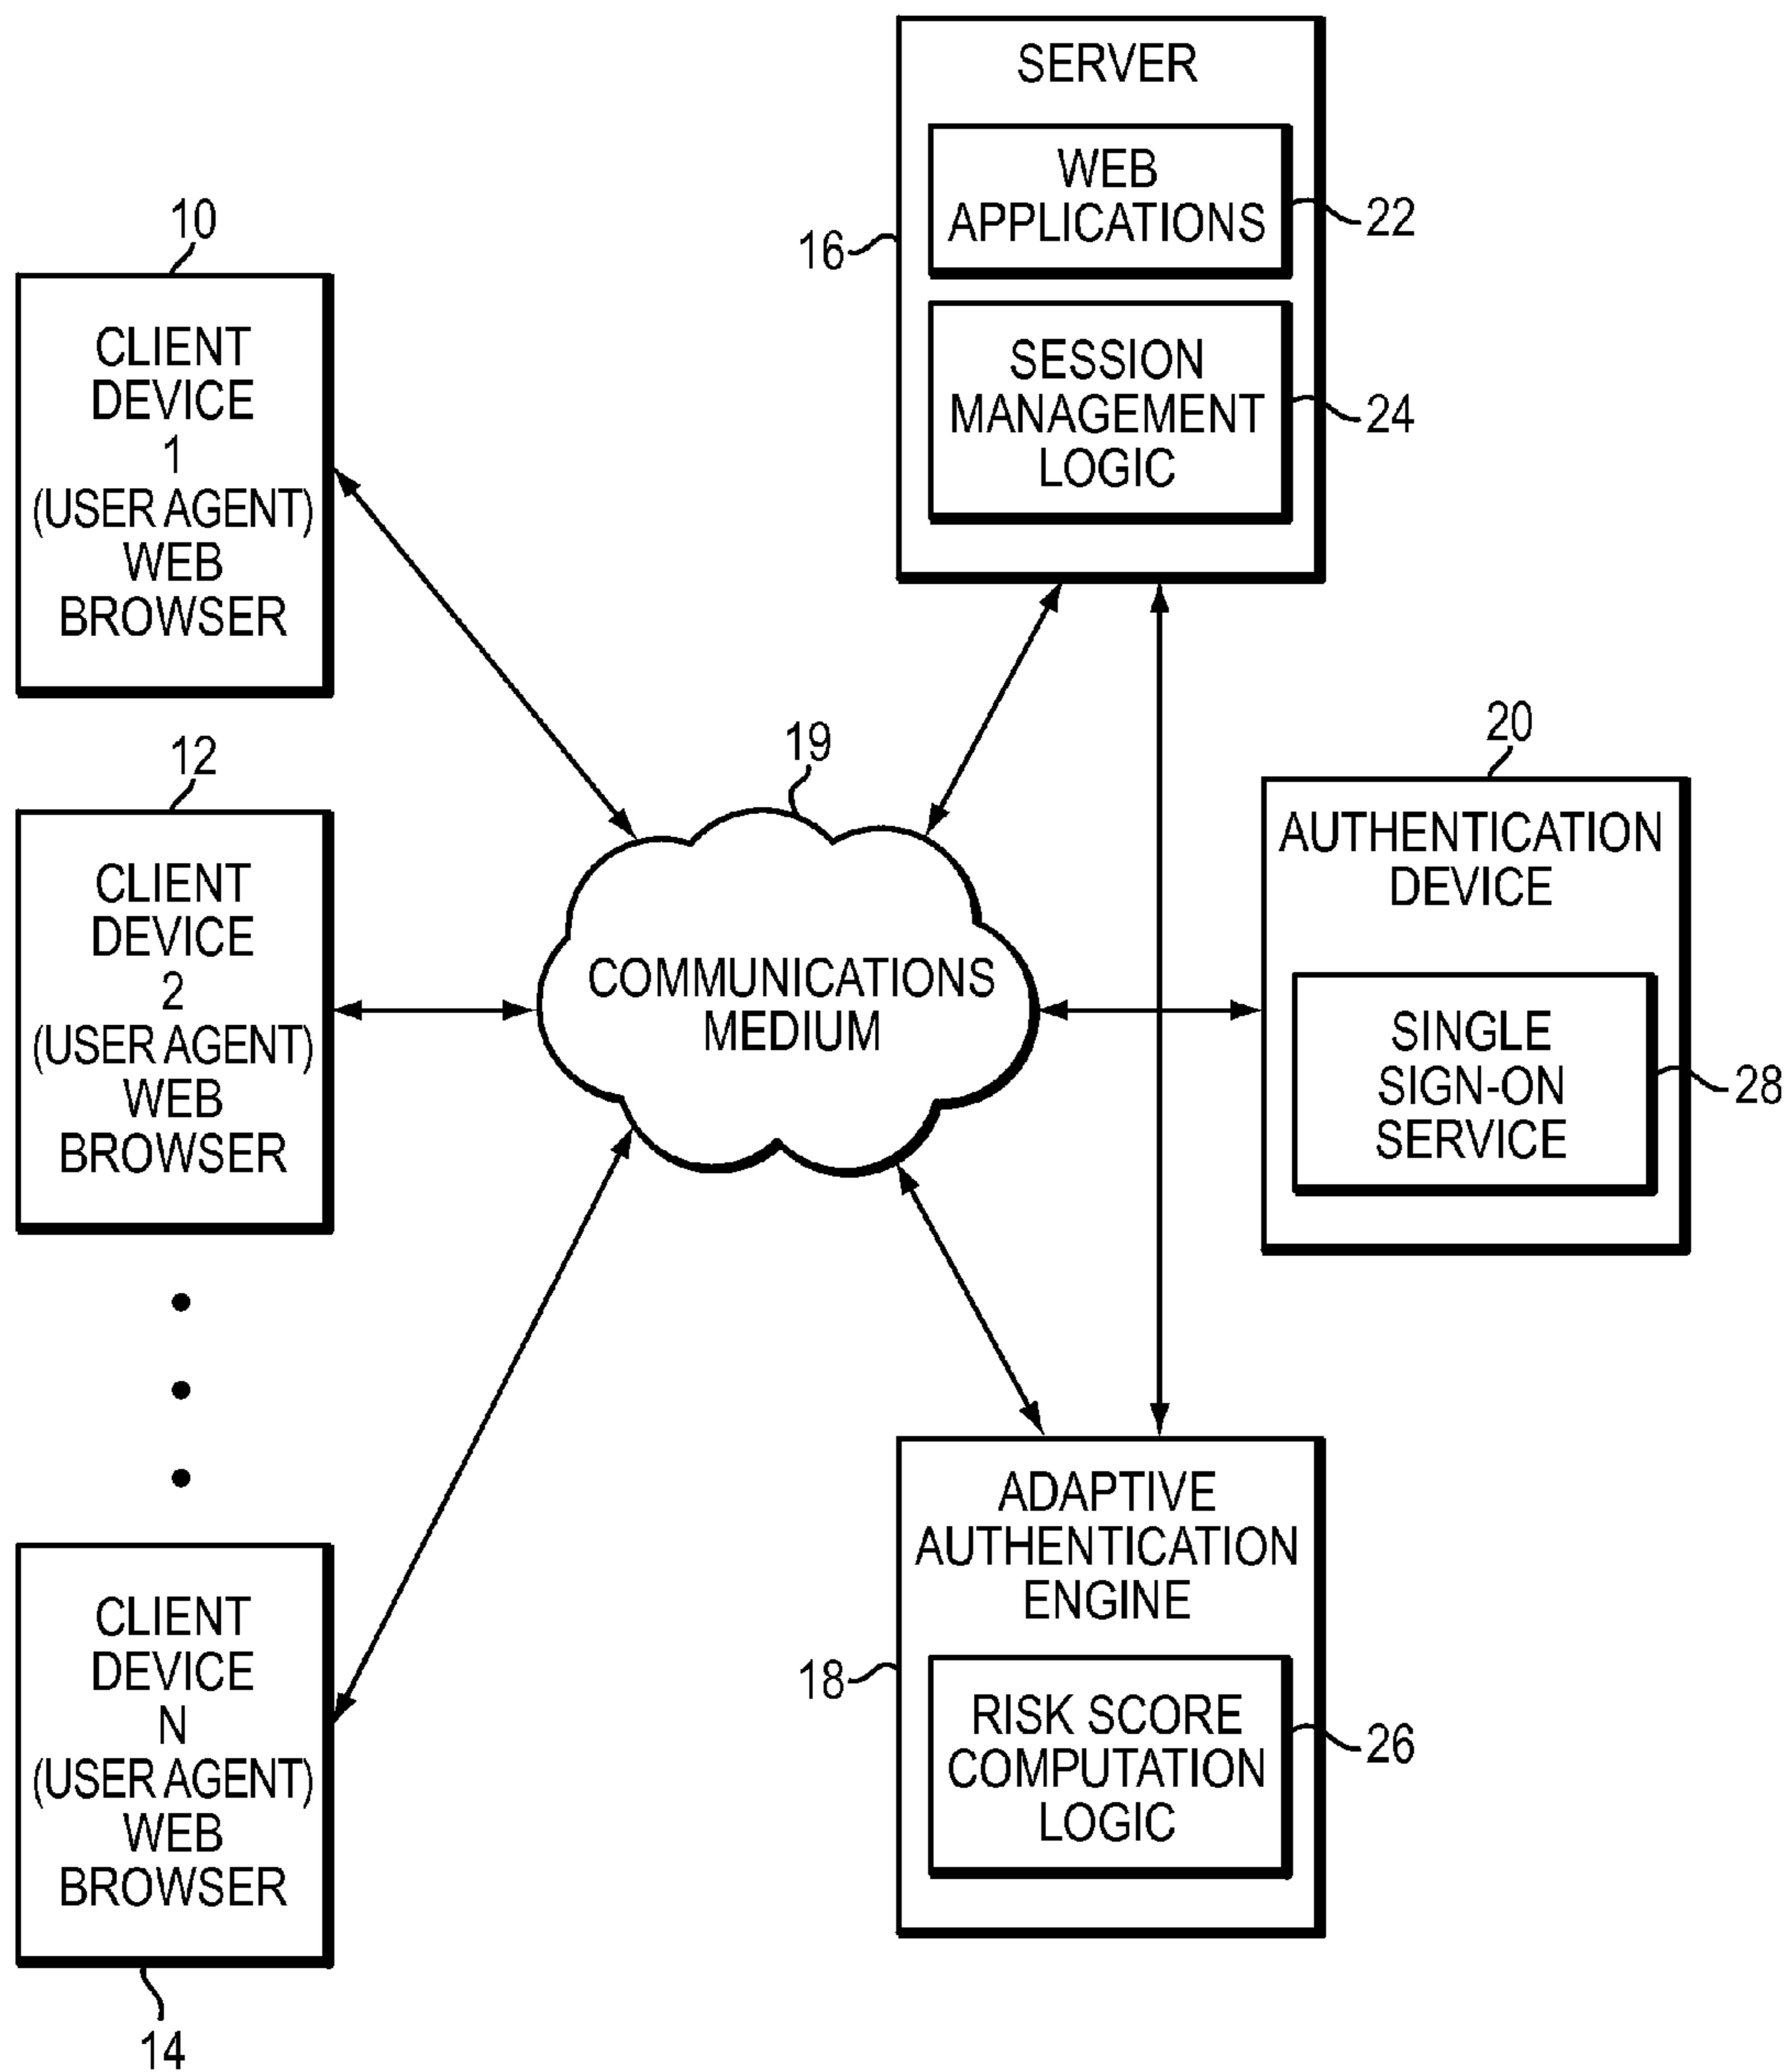 SERVER
WEB
APPLICATIONS
22
16
SESSION
MANAGEMENT
LOGIC
24
10
CLIENT
DEVICE
1
(USER AGENT)
WEB
BROWSER
12
CLIENT
DEVICE
2
(USER AGENT)
WEB
BROWSER
19
COMMUNICATIONS
MEDIUM
20
AUTHENTICATION
DEVICE
SINGLE
SIGN-ON
SERVICE
28
CLIENT
DEVICE
N
(USER AGENT)
WEB
BROWSER
14
ADAPTIVE
AUTHENTICATION
ENGINE
18
RISK SCORE
COMPUTATION
LOGIC
26